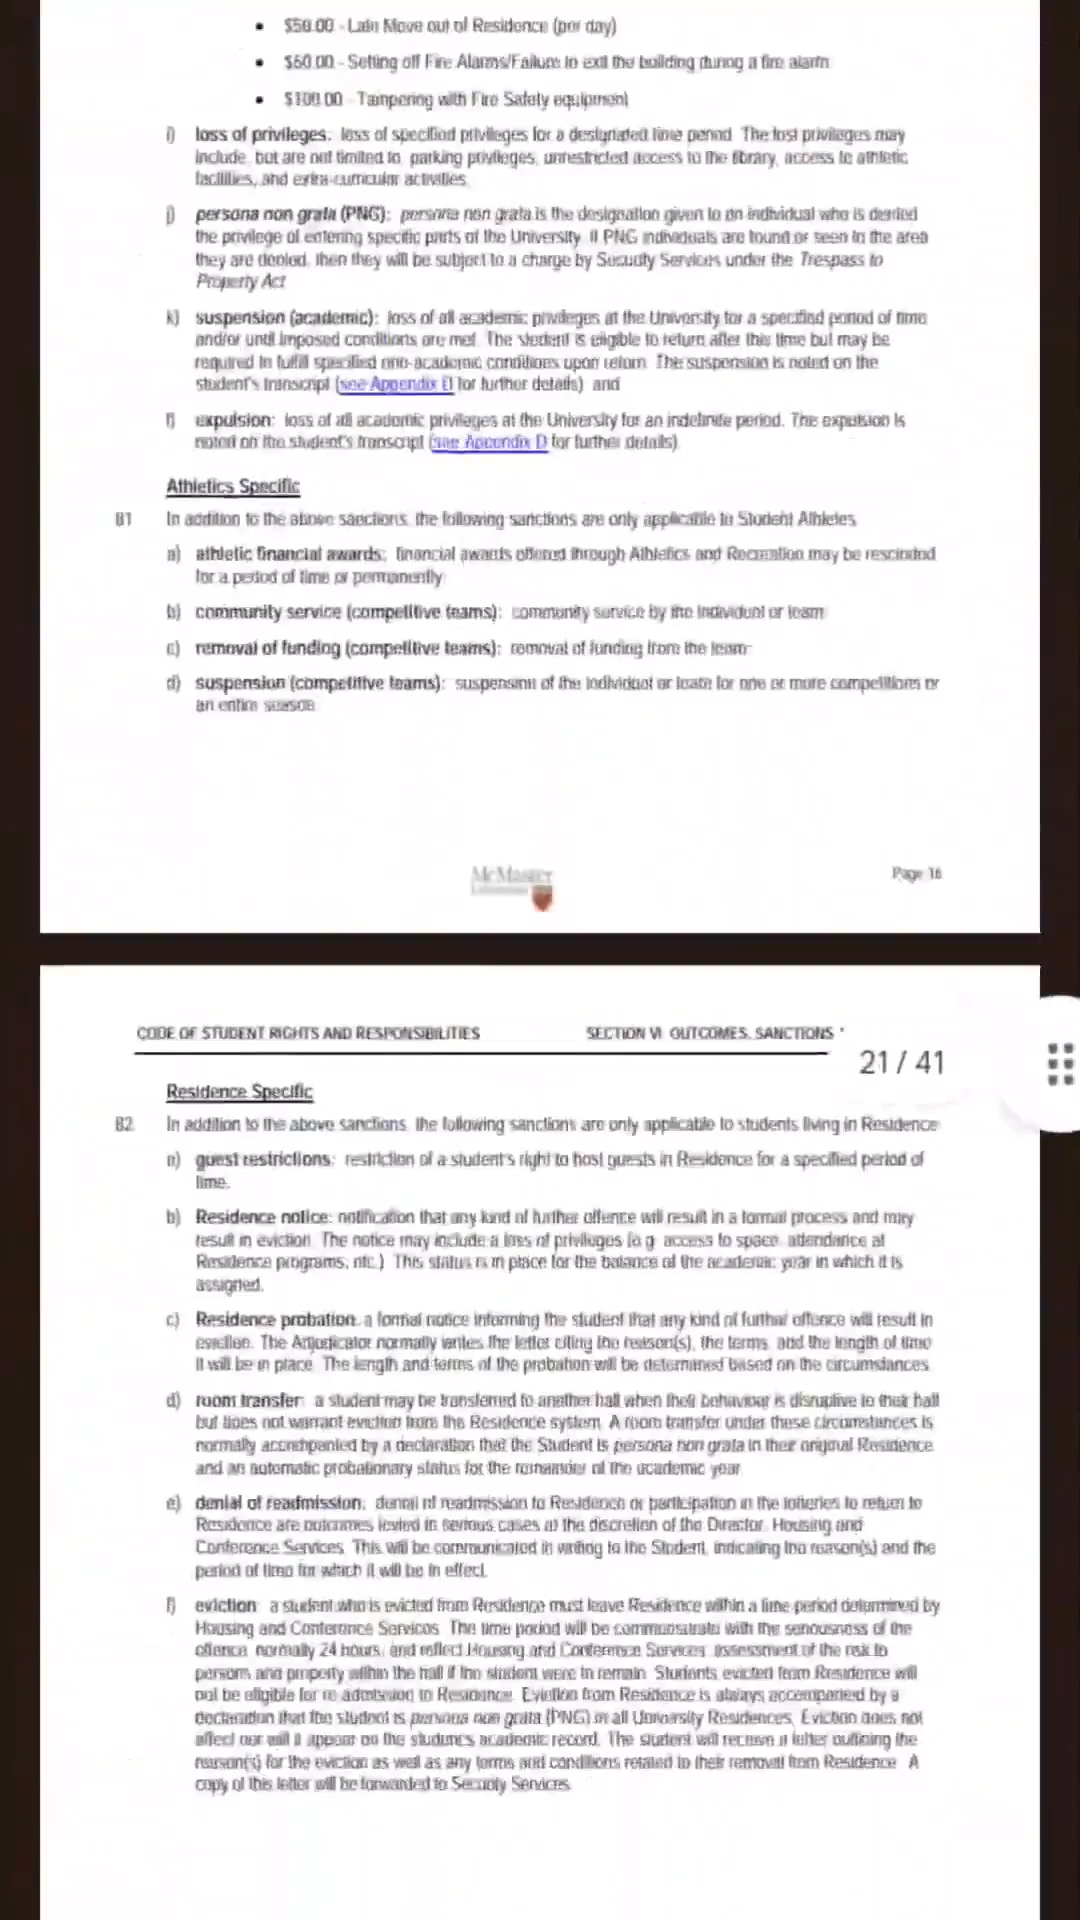 • $50.00 - Late Move out of Residence (per day)
• $60.00 - Setting off Fire Alarms/Failure to exit the building during a fire alarm
• $100.00 - Tampering with Fire Safety equipment
i) loss of privileges: loss of specified privileges for a designated time period. The lost privileges may
include, but are not limited to, parking privileges, unrestricted access to the library, access to athletic
facilities, and extra-curricular activities
j) persona non grata (PNG): persona non grata is the designation given to an individual who is denied
the privilege of entering specific parts of the University. If PNG individuals are found or seen in the area
they are denied, then they will be subject to a charge by Security Services under the Trespass to
Property Act
k) suspension (academic): loss of all academic privileges at the University for a specified period of time
and/or until imposed conditions are met. The student is eligible to return after this time but may be
required to fulfill specified non-academic conditions upon return. The suspension is noted on the
student's transcript (see Appendix D for further details) and
l) expulsion: loss of all academic privileges at the University for an indefinite period. The expulsion is
noted on the student's transcript (see Appendix D for further details).
Athletics Specific
81 In addition to the above sanctions, the following sanctions are only applicable to Student Athletes
a) athletic financial awards: financial awards offered through Athletics and Recreation may be rescinded
for a period of time or permanently
b) community service (competitive teams): community service by the individual or team
c) removal of funding (competitive teams): removal of funding from the team
d) suspension (competitive teams): suspension of the individual or team for one or more competitions or
an entire season
McMaster
University
Page 16
CODE OF STUDENT RIGHTS AND RESPONSIBILITIES SECTION VI: OUTCOMES, SANCTIONS
21 / 41
Residence Specific
82 In addition to the above sanctions, the following sanctions are only applicable to students living in Residence
a) guest restrictions: restriction of a student's right to host guests in Residence for a specified period of
time.
b) Residence notice: notification that any kind of further offence will result in a formal process and may
result in eviction. The notice may include a loss of privileges (e.g. access to space, attendance at
Residence programs, etc.) This status is in place for the balance of the academic year in which it is
assigned.
c) Residence probation: a formal notice informing the student that any kind of further offence will result in
eviction. The Adjudicator normally writes the letter citing the reason(s), the terms, and the length of time
it will be in place. The length and terms of the probation will be determined based on the circumstances
d) room transfer: a student may be transferred to another hall when their behaviour is disruptive to their hall
but does not warrant eviction from the Residence system. A room transfer under these circumstances is
normally accompanied by a declaration that the Student is persona non grata in their original Residence
and an automatic probationary status for the remainder of the academic year
e) denial of readmission: denial of readmission to Residence or participation in the lotteries to return to
Residence are outcomes levied in serious cases at the discretion of the Director, Housing and
Conference Services. This will be communicated in writing to the Student, indicating the reason(s) and the
period of time for which it will be in effect.
f) eviction: a student who is evicted from Residence must leave Residence within a time period determined by
Housing and Conference Services. The time period will be commensurate with the seriousness of the
offence, normally 24 hours, and reflect Housing and Conference Services' assessment of the risk to
persons and property within the hall if the student were to remain. Students evicted from Residence will
not be eligible for re-admission to Residence. Eviction from Residence is always accompanied by a
declaration that the student is persona non grata (PNG) in all University Residences. Eviction does not
affect nor will it appear on the student's academic record. The student will receive a letter outlining the
reason(s) for the eviction as well as any terms and conditions related to their removal from Residence. A
copy of this letter will be forwarded to Security Services